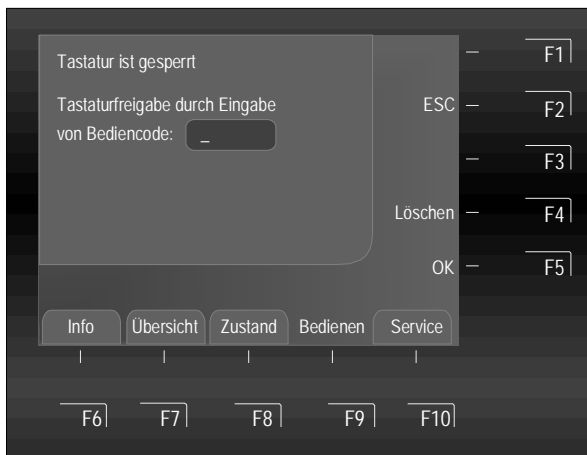 Tastatur ist gesperrt
Tastaturfreigabe durch Eingabe
von Bediencode: _
F1
ESC F2
F3
Löschen F4
OK F5
Info Übersicht Zustand Bedienen Service
F6 F7 F8 F9 F10